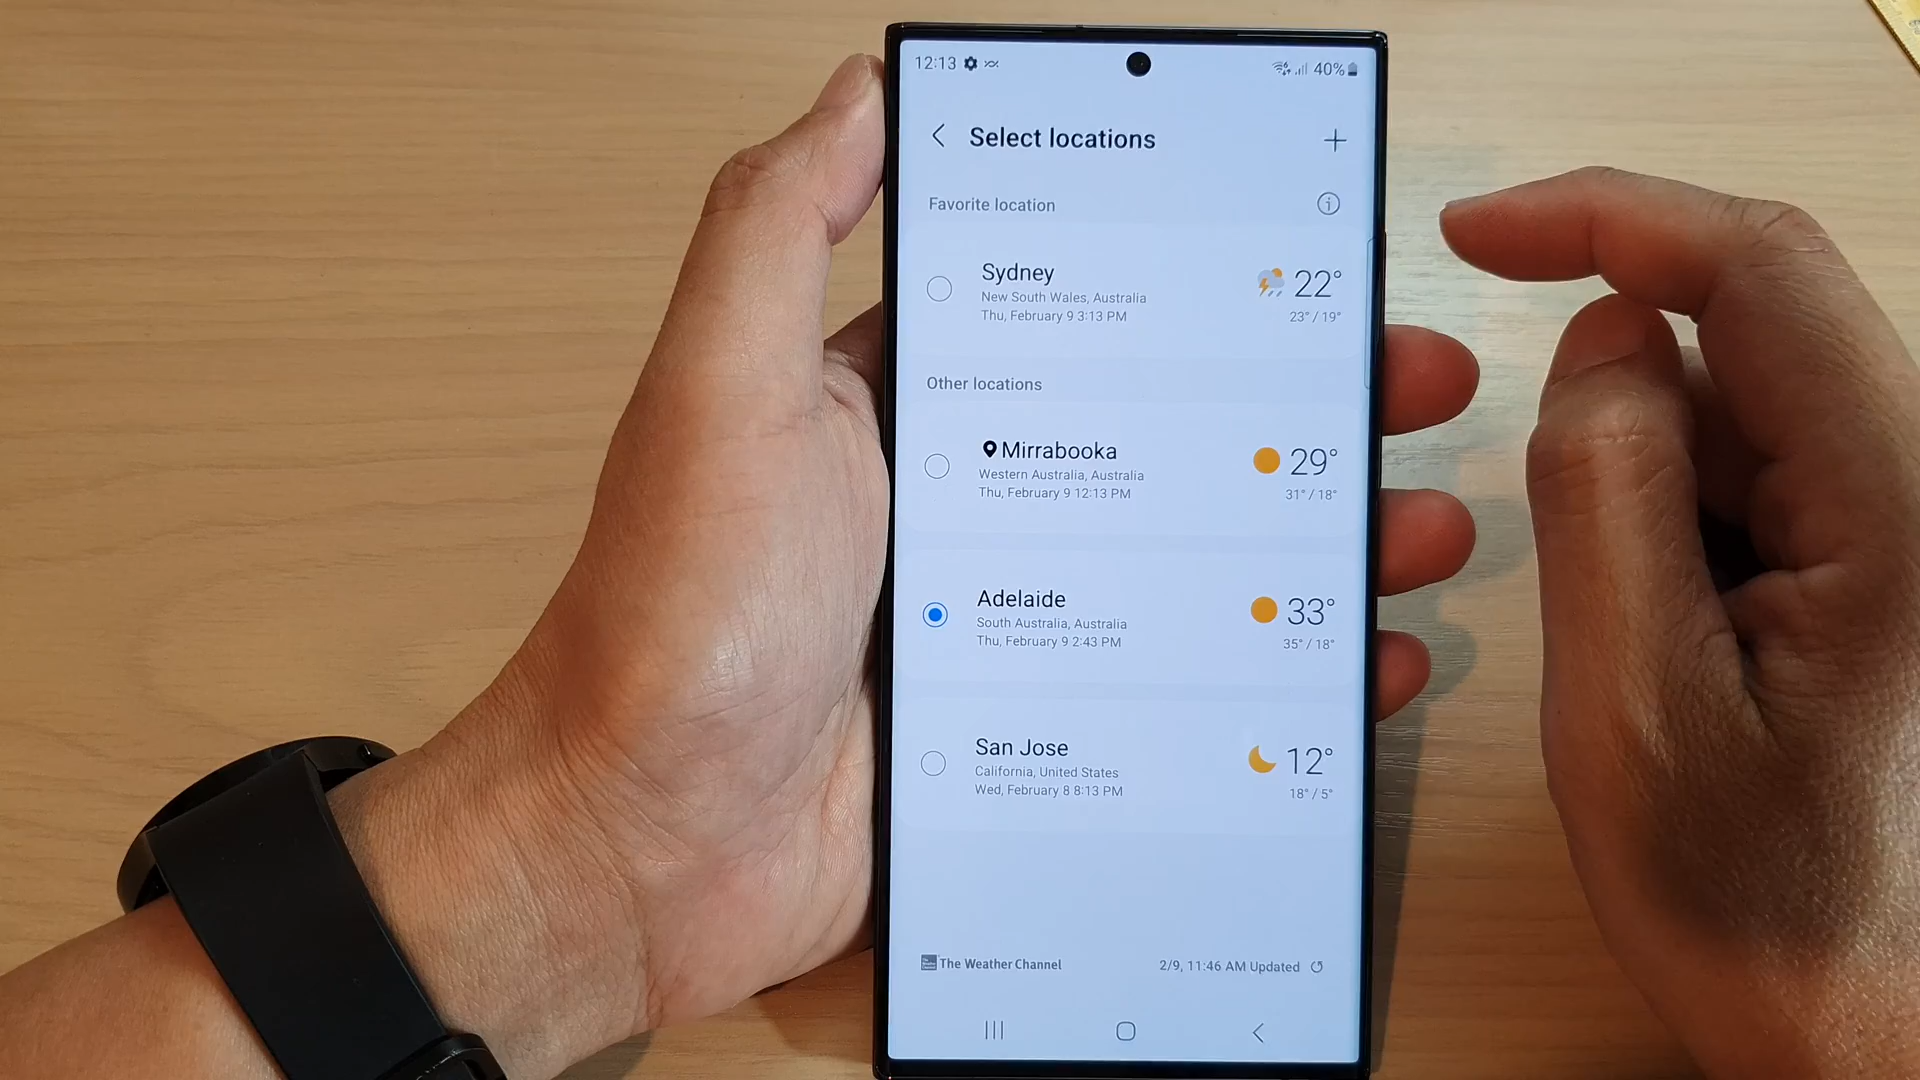 12:13 40%
Select locations
Favorite location
Sydney 22°
New South Wales, Australia
Thu, February 9 3:13 PM 23° / 19°
Other locations
Mirrabooka 29°
Western Australia, Australia
Thu, February 9 12:13 PM 31° / 18°
Adelaide 33°
South Australia, Australia
Thu, February 9 2:43 PM 35° / 18°
San Jose 12°
California, United States
Wed, February 8 8:13 PM 18° / 5°
The Weather Channel 2/9, 11:46 AM Updated